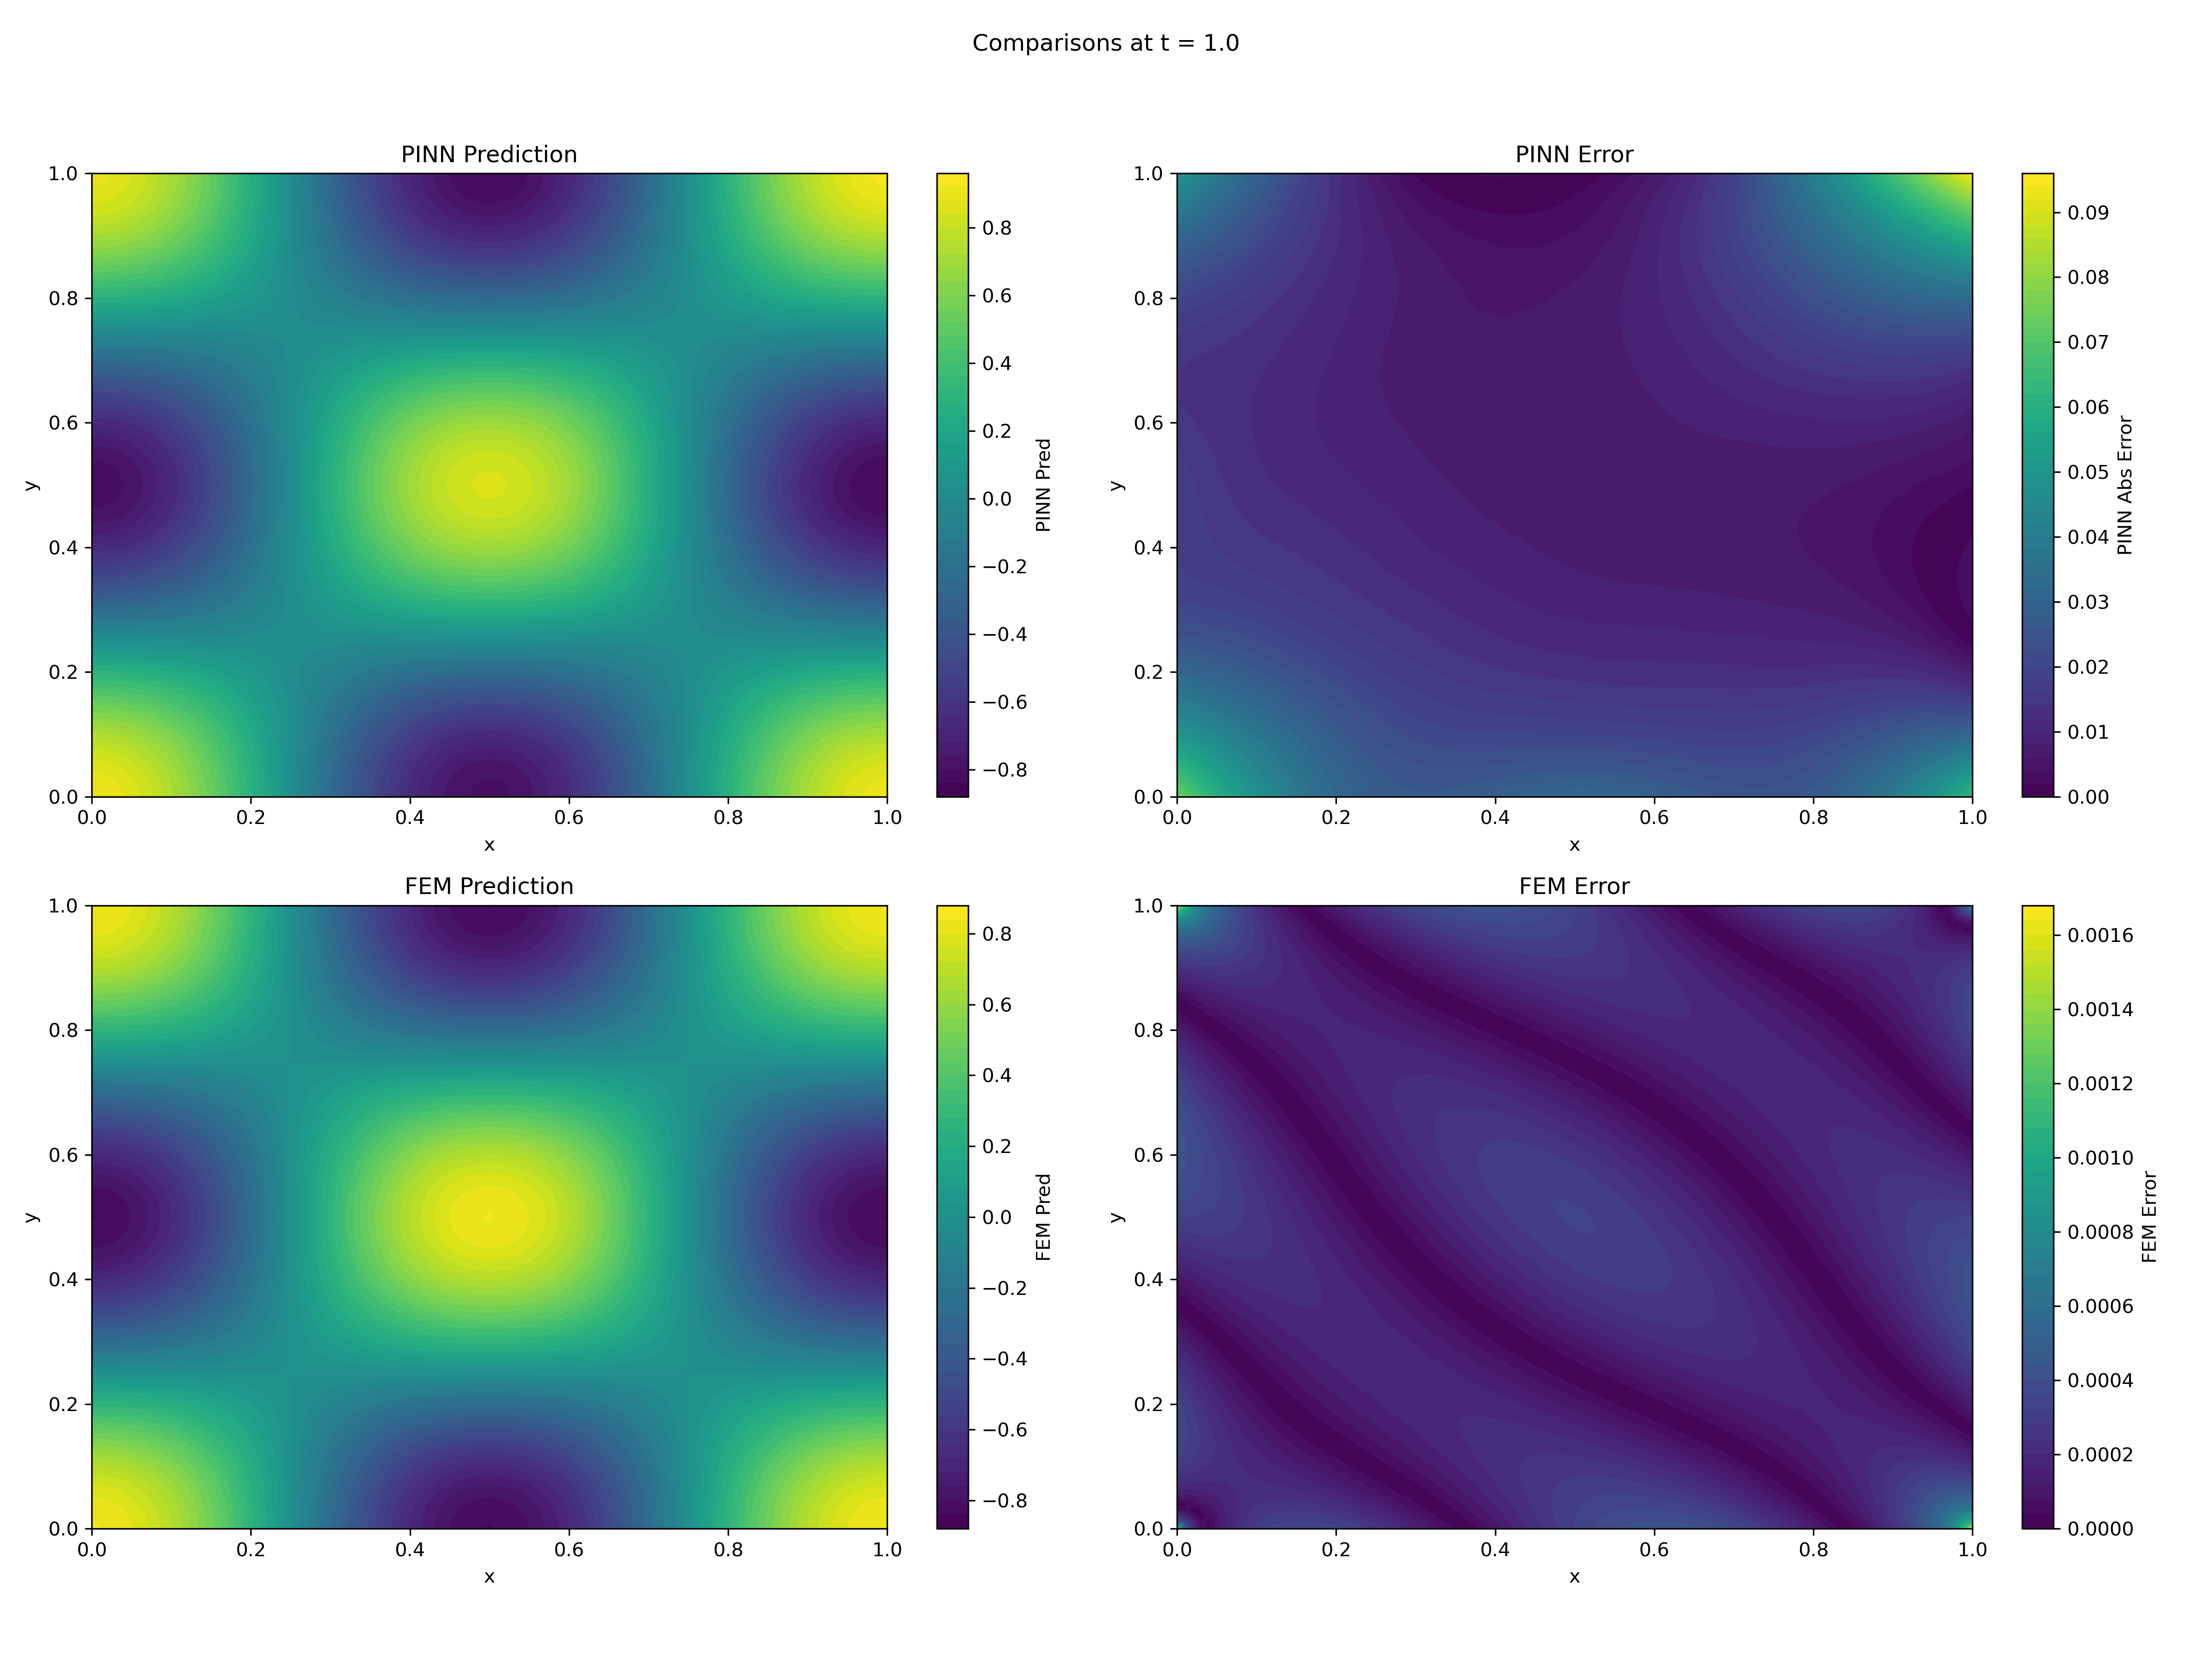 Comparisons at t = 1.0
PINN Prediction
1.0
0.8
0.6
0.4
0.2
0.0
y
0.0 0.2 0.4 0.6 0.8 1.0
x
0.8
0.6
0.4
0.2
0.0
−0.2
−0.4
−0.6
−0.8
PINN Pred
PINN Error
1.0
0.8
0.6
0.4
0.2
0.0
y
0.0 0.2 0.4 0.6 0.8 1.0
x
0.09
0.08
0.07
0.06
0.05
0.04
0.03
0.02
0.01
0.00
PINN Abs Error
FEM Prediction
1.0
0.8
0.6
0.4
0.2
0.0
y
0.0 0.2 0.4 0.6 0.8 1.0
x
0.8
0.6
0.4
0.2
0.0
−0.2
−0.4
−0.6
−0.8
FEM Pred
FEM Error
1.0
0.8
0.6
0.4
0.2
0.0
y
0.0 0.2 0.4 0.6 0.8 1.0
x
0.0016
0.0014
0.0012
0.0010
0.0008
0.0006
0.0004
0.0002
0.0000
FEM Error